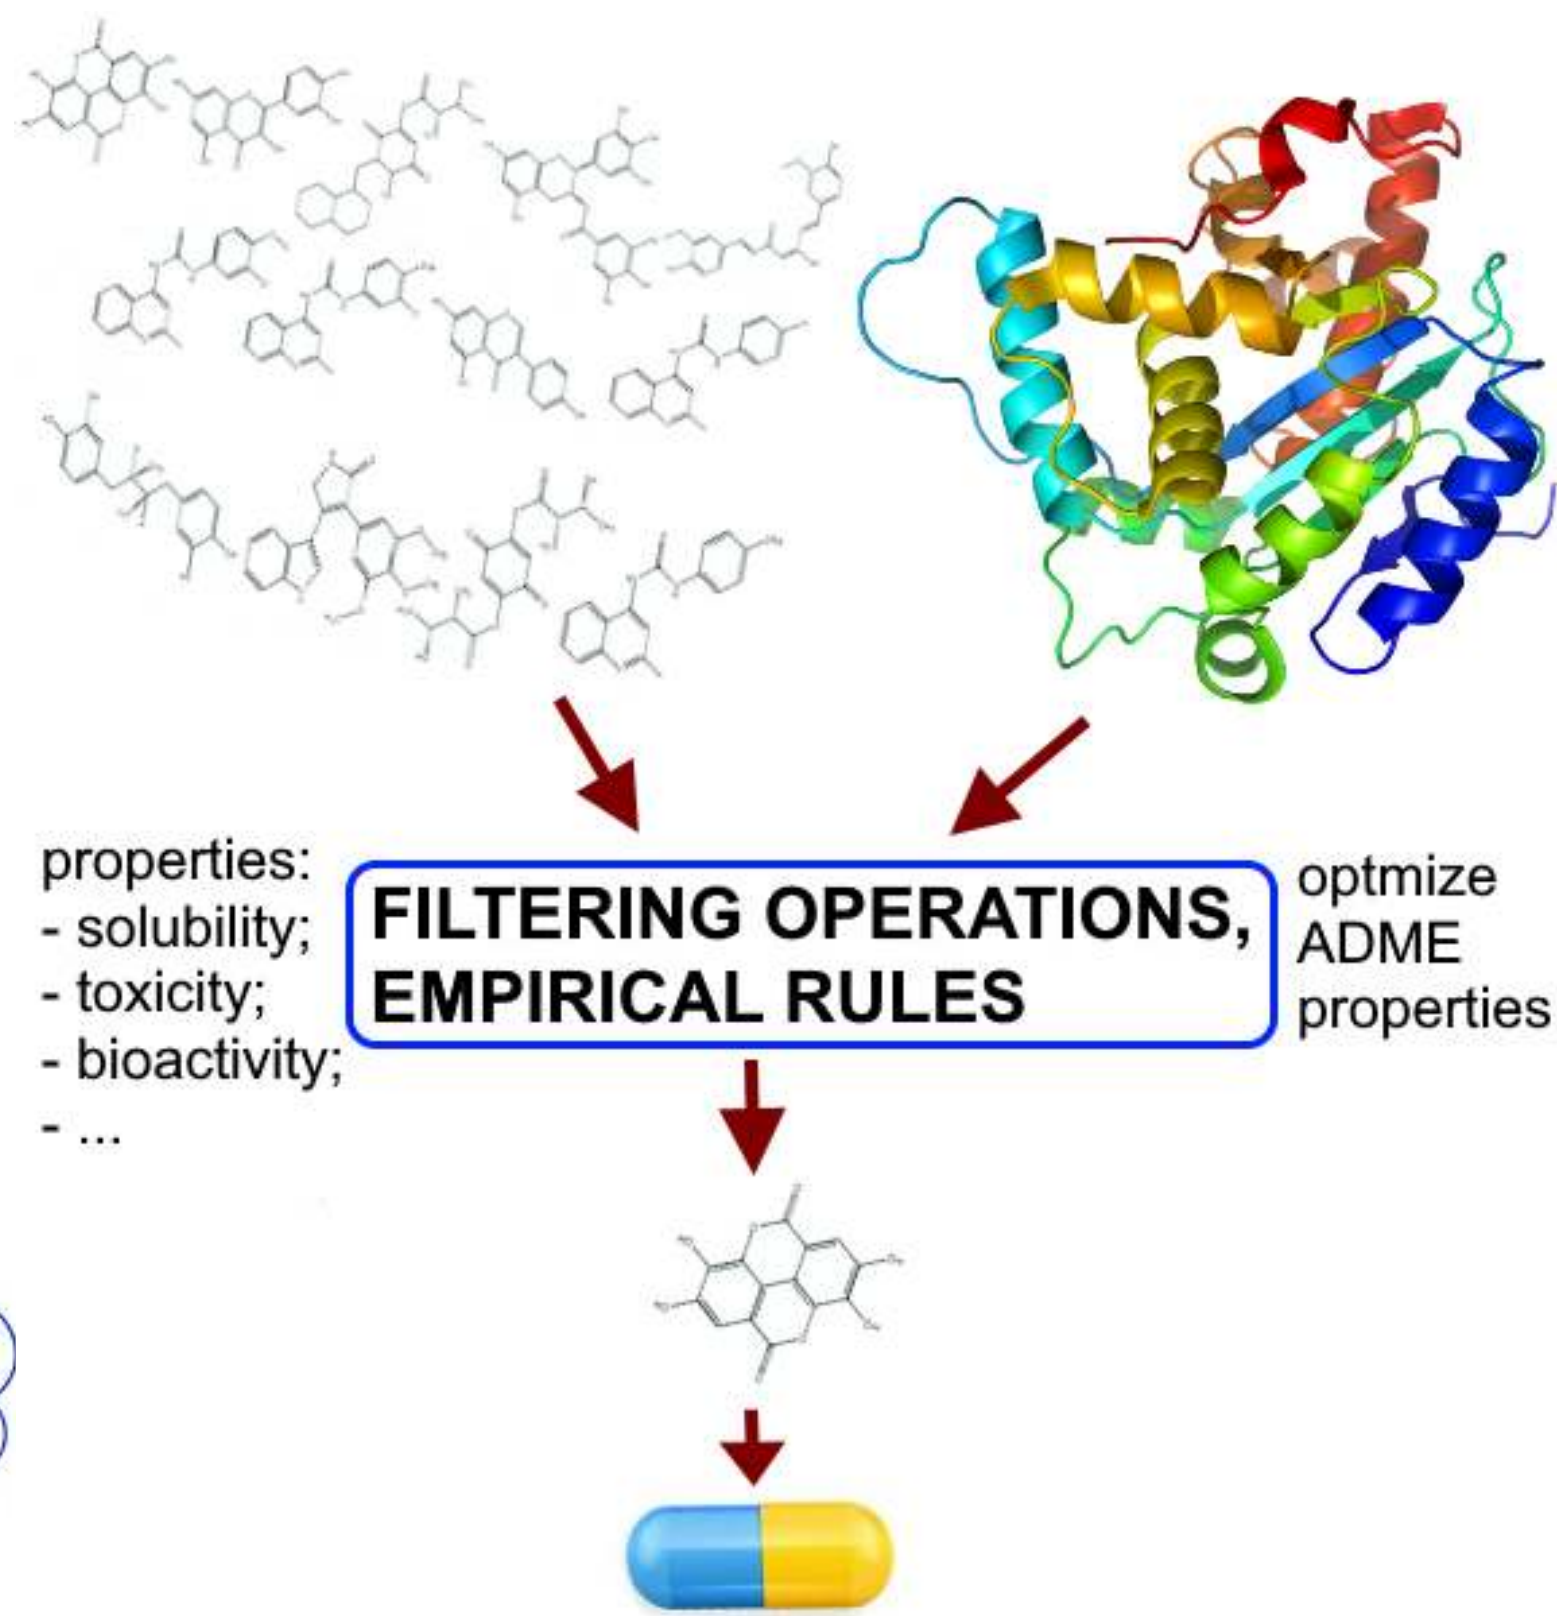 properties:
- solubility;
- toxicity;
- bioactivity;
- ...
FILTERING OPERATIONS,
EMPIRICAL RULES
optmize
ADME
properties